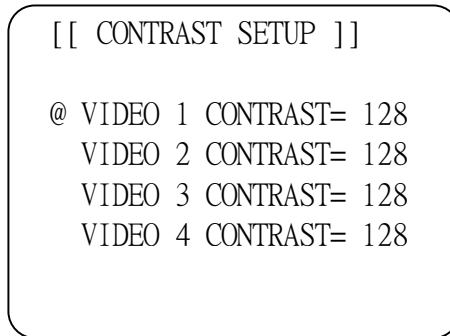 [[ CONTRAST SETUP ]]
@ VIDEO 1 CONTRAST= 128
VIDEO 2 CONTRAST= 128
VIDEO 3 CONTRAST= 128
VIDEO 4 CONTRAST= 128